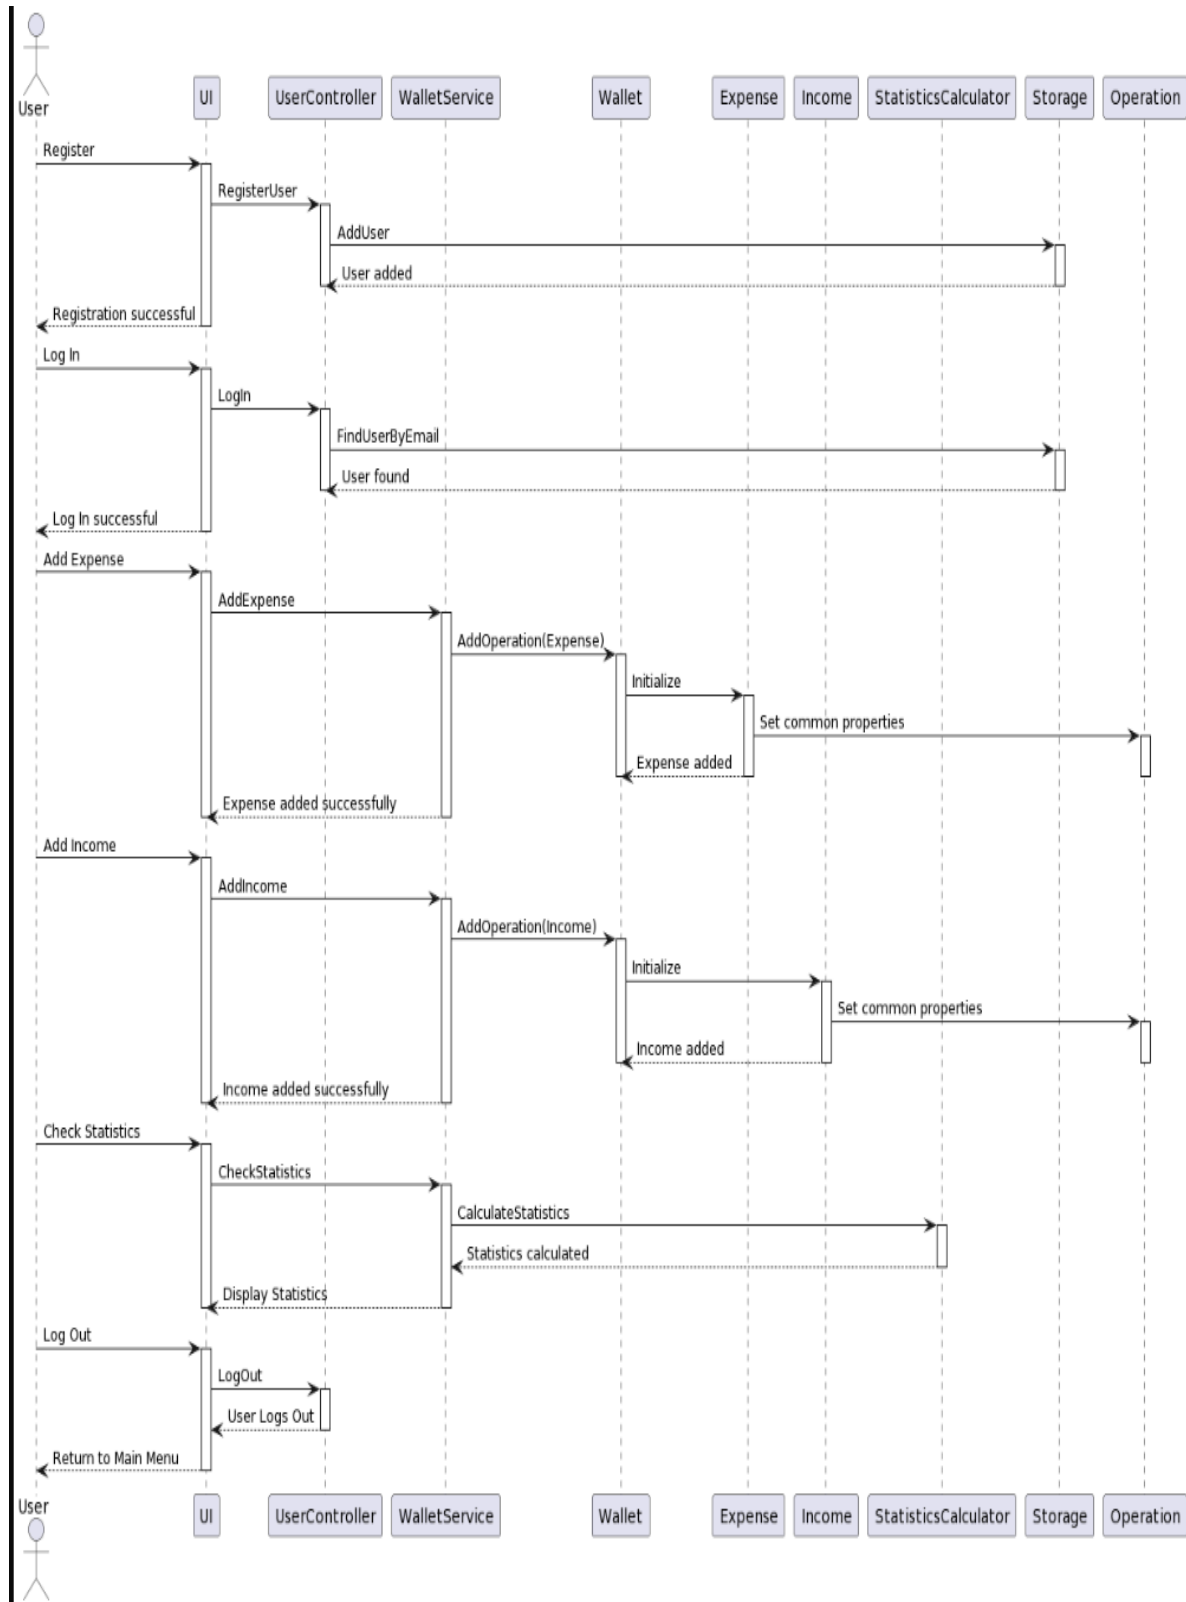 User
UI
UserController
WalletService
Wallet
Expense
Income
StatisticsCalculator
Storage
Operation
Register
RegisterUser
AddUser
User added
Registration successful
Log In
LogIn
FindUserByEmail
User found
Log In successful
Add Expense
AddExpense
AddOperation(Expense)
Initialize
Set common properties
Expense added
Expense added successfully
Add Income
AddIncome
AddOperation(Income)
Initialize
Set common properties
Income added
Income added successfully
Check Statistics
CheckStatistics
CalculateStatistics
Statistics calculated
Display Statistics
Log Out
LogOut
User Logs Out
Return to Main Menu
User
UI
UserController
WalletService
Wallet
Expense
Income
StatisticsCalculator
Storage
Operation